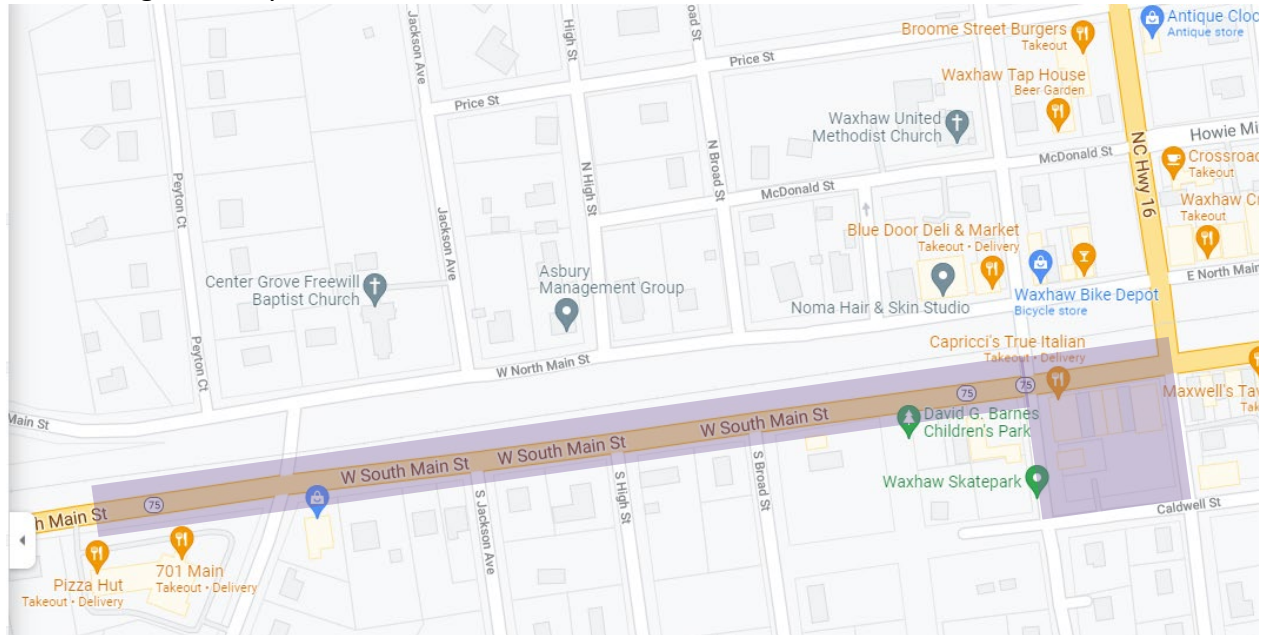 Antique Cloc
Antique store
Broome Street Burgers
Takeout
Jackson Ave
High St
Price St
Waxhaw Tap House
Beer Garden
Price St
Waxhaw United
Methodist Church
NC Hwy 16
Howie Mi
McDonald St
Crossroad
Takeout
N High St
N Broad St
Peyton Ct
McDonald St
Waxhaw C
Takeout
Jackson Ave
Blue Door Deli & Market
Takeout • Delivery
Center Grove Freewill
Baptist Church
Asbury
Management Group
E North Main
Noma Hair & Skin Studio
Waxhaw Bike Depot
Bicycle store
Peyton Ct
Capricci's True Italian
Takeout • Delivery
W North Main St
75
75
Maxwell's Ta
Main St
W South Main St
David G. Barnes
Children's Park
W South Main St
W South Main St
S Broad St
Waxhaw Skatepark
S High St
S Jackson Ave
75
h Main St
Caldwell St
Pizza Hut
Takeout • Delivery
701 Main
Takeout • Delivery